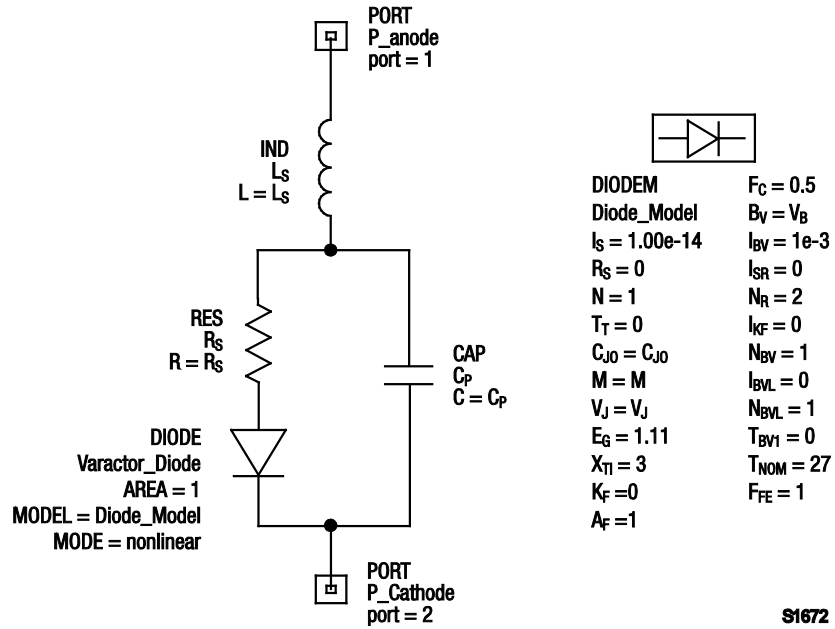 PORT
P_anode
port = 1
IND
LS
L = LS
RES
RS
R = RS
CAP
CP
C = CP
DIODE
Varactor_Diode
AREA = 1
MODEL = Diode_Model
MODE = nonlinear
PORT
P_Cathode
port = 2
DIODEM
Diode_Model
IS = 1.00e-14
RS = 0
N = 1
TT = 0
CJO = CJO
M = M
VJ = VJ
EG = 1.11
XTI = 3
KF =0
AF =1
FC = 0.5
BV = VB
IBV = 1e-3
ISR = 0
NR = 2
IKF = 0
NBV = 1
IBVL = 0
NBVL = 1
TBV1 = 0
TNOM = 27
FFE = 1
S1672